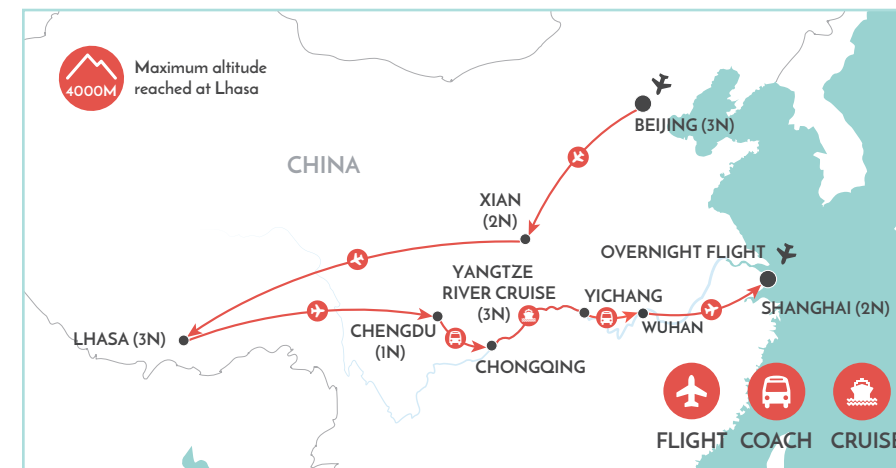 4000M
Maximum altitude
reached at Lhasa
CHINA
BEIJING (3N)
XIAN
(2N)
OVERNIGHT FLIGHT
YANGTZE
RIVER CRUISE
(3N)
YICHANG
SHANGHAI (2N)
LHASA (3N)
CHENGDU
(1N)
WUHAN
CHONGQING
FLIGHT
COACH
CRUISE